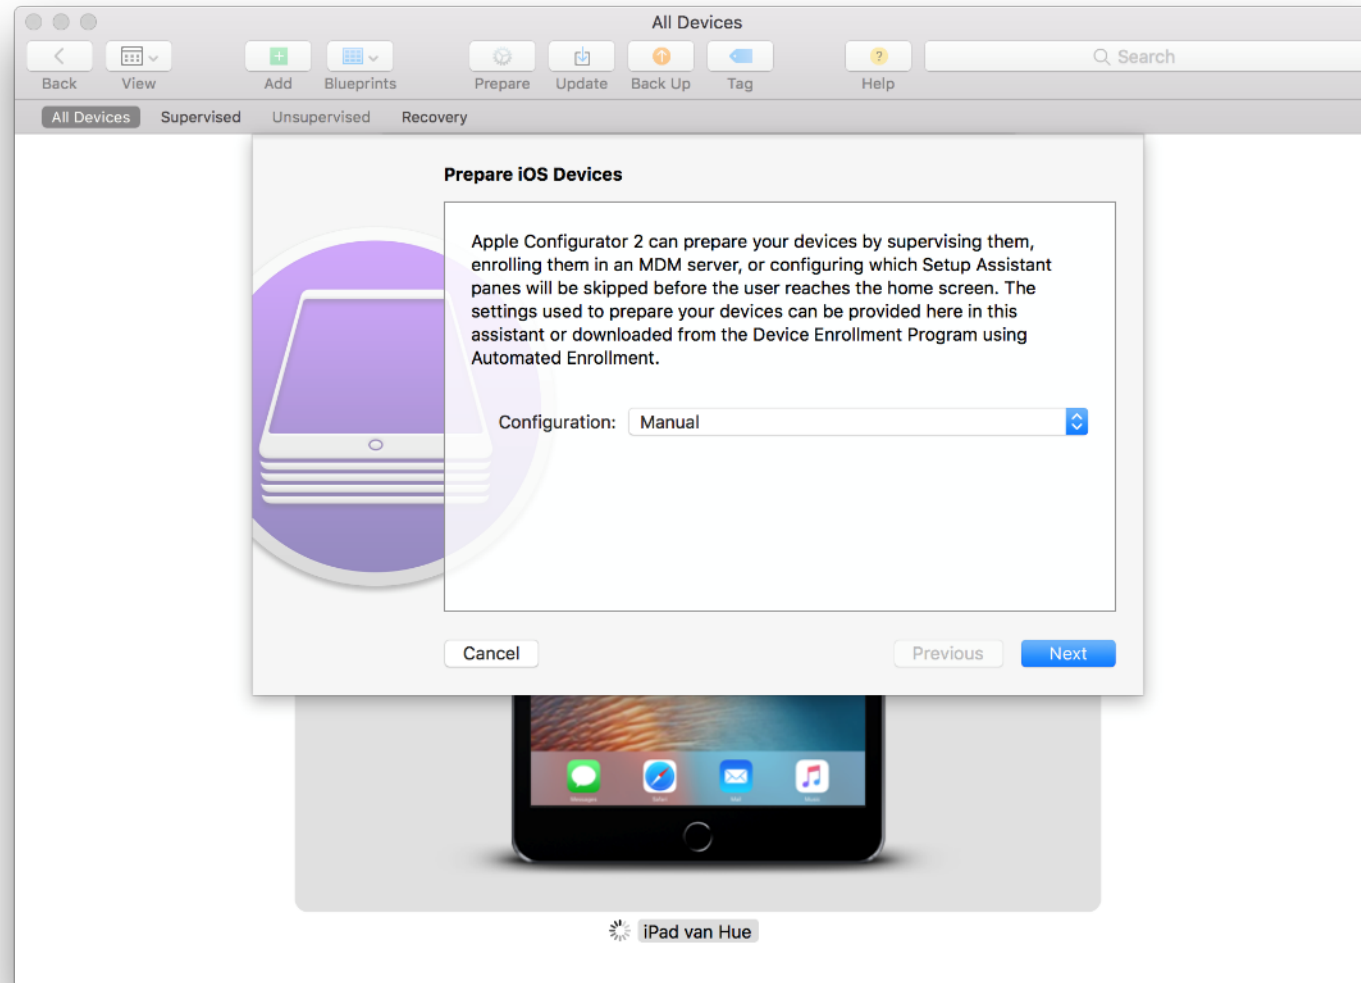 All Devices
Back
View
Add
Blueprints
Prepare
Update
Back Up
Tag
?
Help
Search
All Devices
Supervised
Unsupervised
Recovery
Prepare iOS Devices
Apple Configurator 2 can prepare your devices by supervising them,
enrolling them in an MDM server, or configuring which Setup Assistant
panes will be skipped before the user reaches the home screen. The
settings used to prepare your devices can be provided here in this
assistant or downloaded from the Device Enrollment Program using
Automated Enrollment.
Configuration: Manual
Cancel
Previous
Next
Messages
Safari
Mail
Music
iPad van Hue